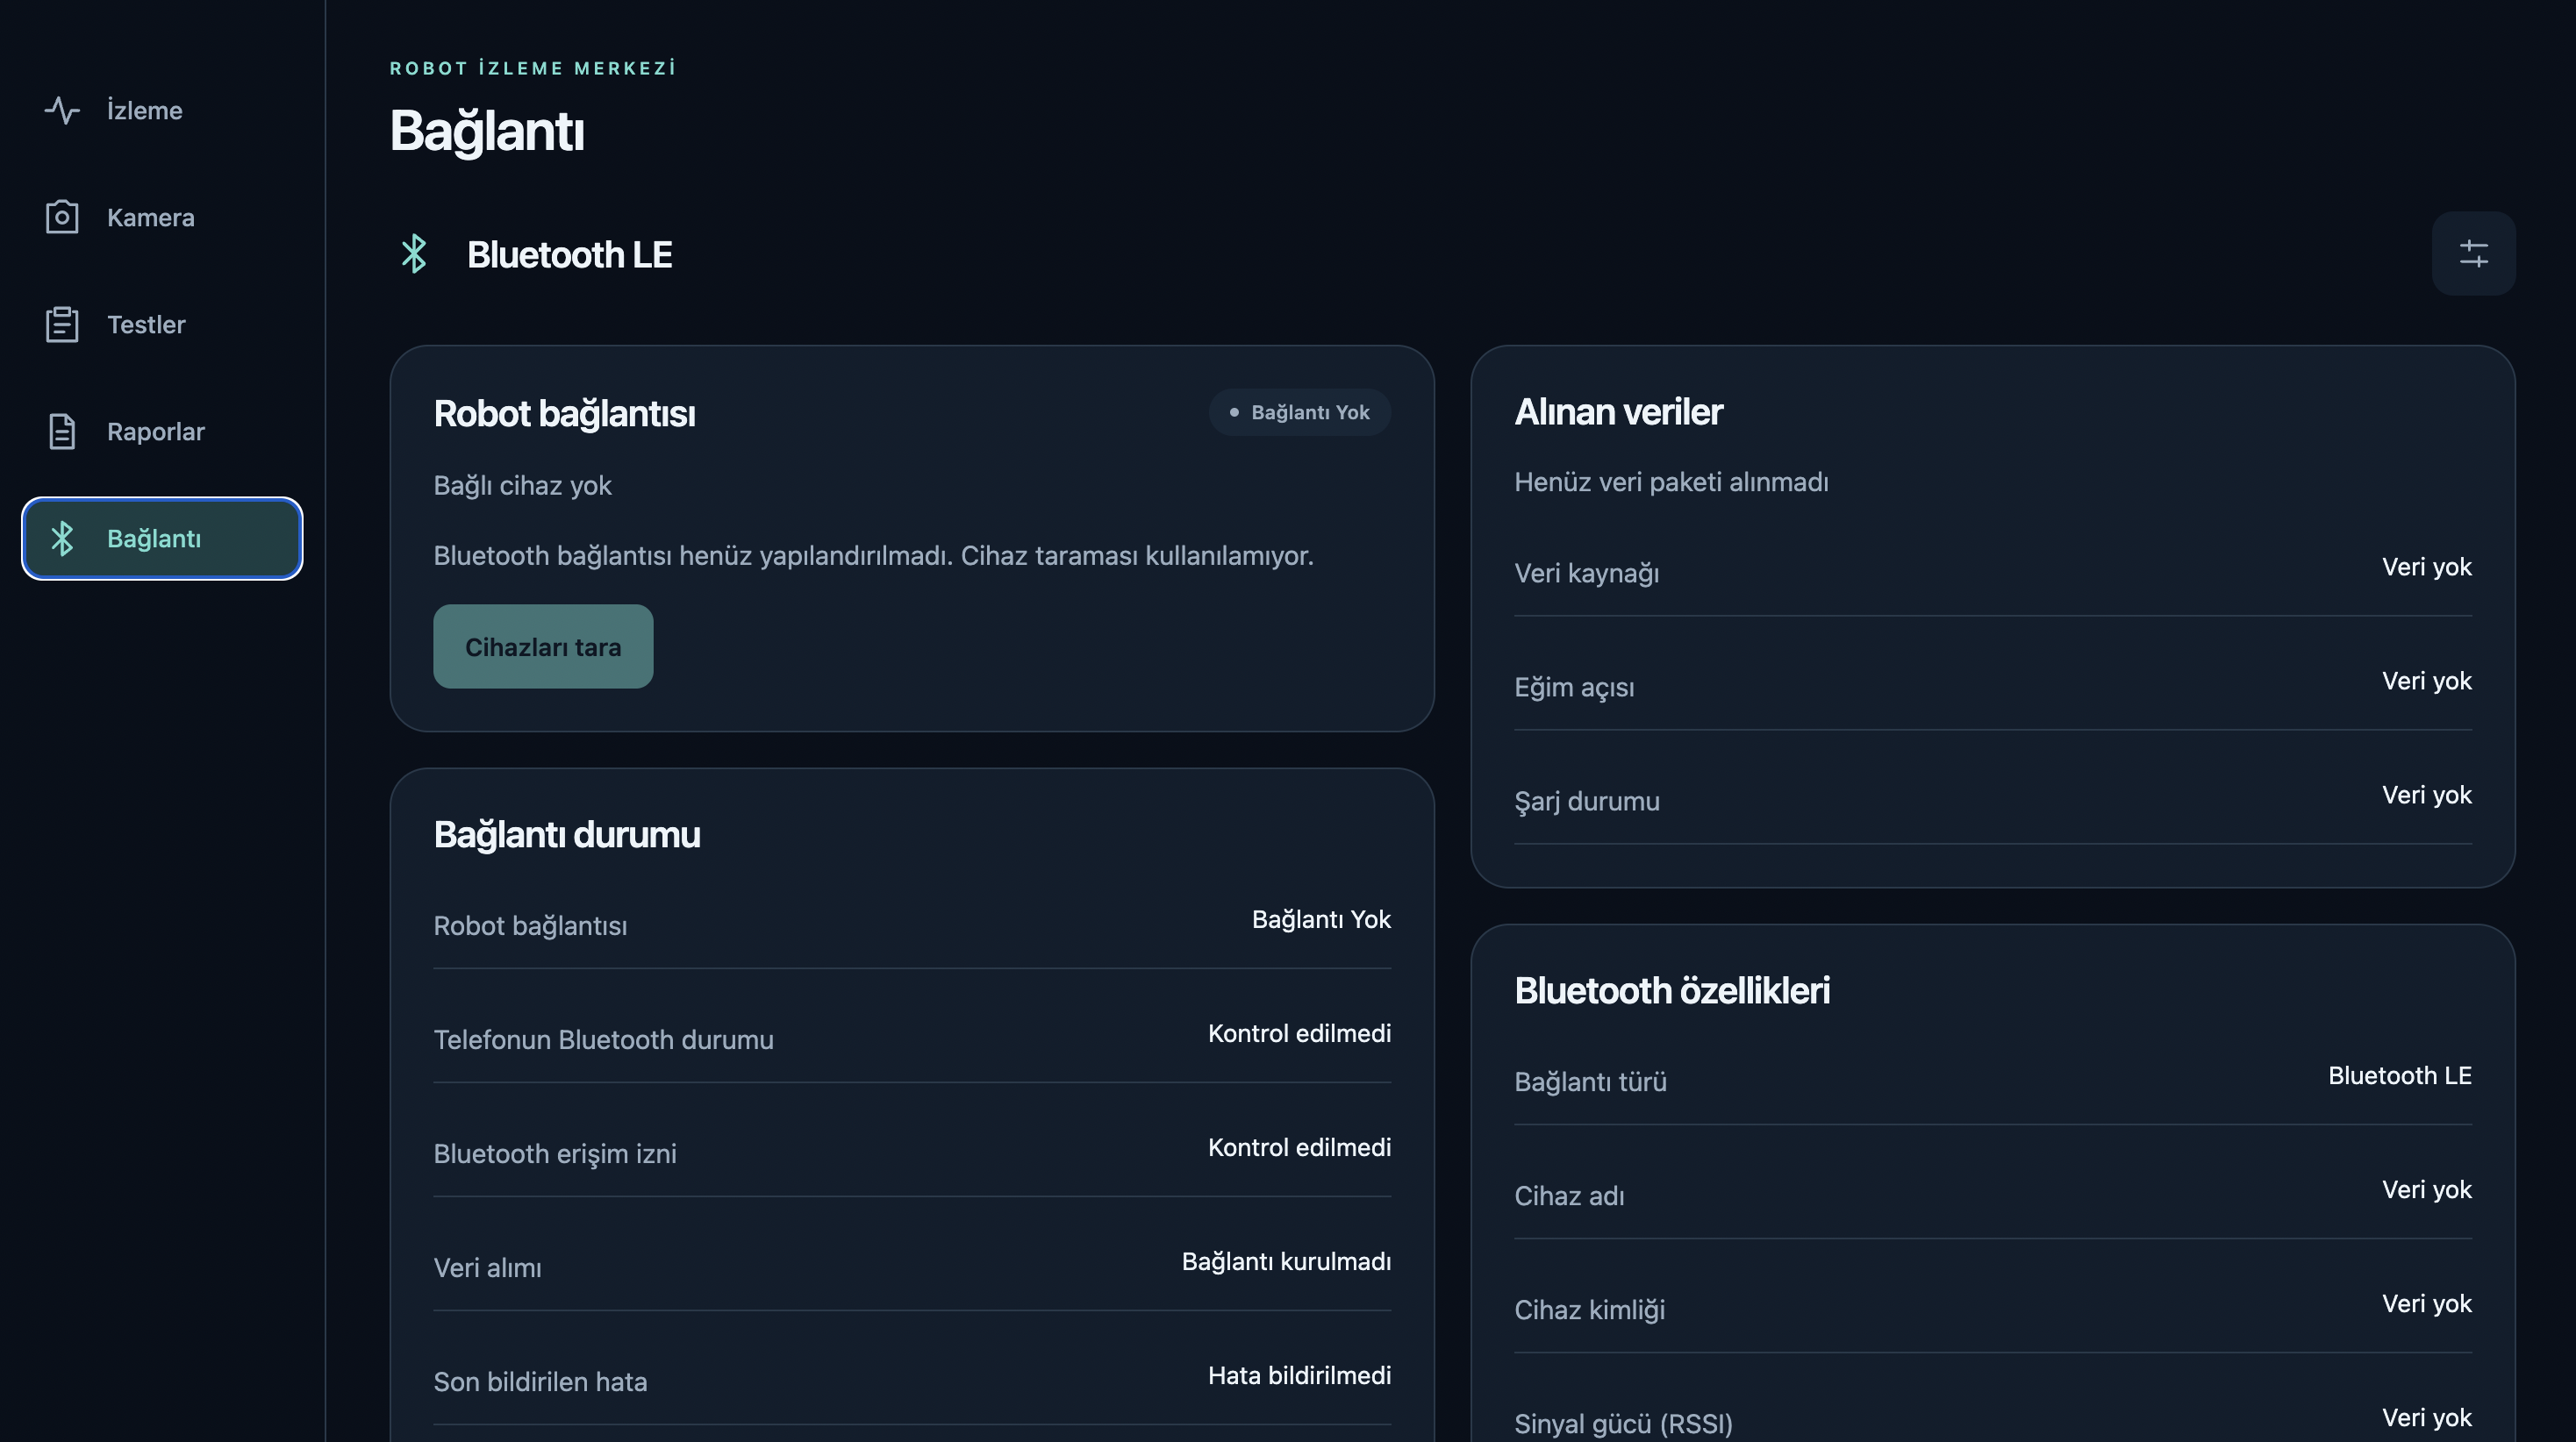 İzleme
Kamera
Testler
Raporlar
Bağlantı
ROBOT İZLEME MERKEZİ
Bağlantı
Bluetooth LE
Robot bağlantısı
Bağlantı Yok
Bağlı cihaz yok
Bluetooth bağlantısı henüz yapılandırılmadı. Cihaz taraması kullanılamıyor.
Cihazları tara
Bağlantı durumu
Robot bağlantısı
Bağlantı Yok
Telefonun Bluetooth durumu
Kontrol edilmedi
Bluetooth erişim izni
Kontrol edilmedi
Veri alımı
Bağlantı kurulmadı
Son bildirilen hata
Hata bildirilmedi
Alınan veriler
Henüz veri paketi alınmadı
Veri kaynağı
Veri yok
Eğim açısı
Veri yok
Şarj durumu
Veri yok
Bluetooth özellikleri
Bağlantı türü
Bluetooth LE
Cihaz adı
Veri yok
Cihaz kimliği
Veri yok
Sinyal gücü (RSSI)
Veri yok